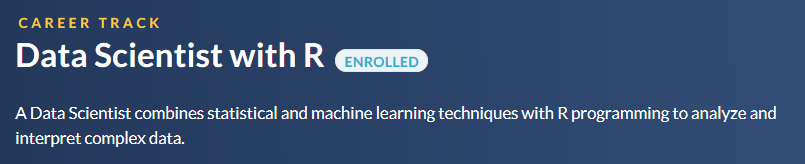 CAREER TRACK
Data Scientist with R ENROLLED
A Data Scientist combines statistical and machine learning techniques with R programming to analyze and
interpret complex data.